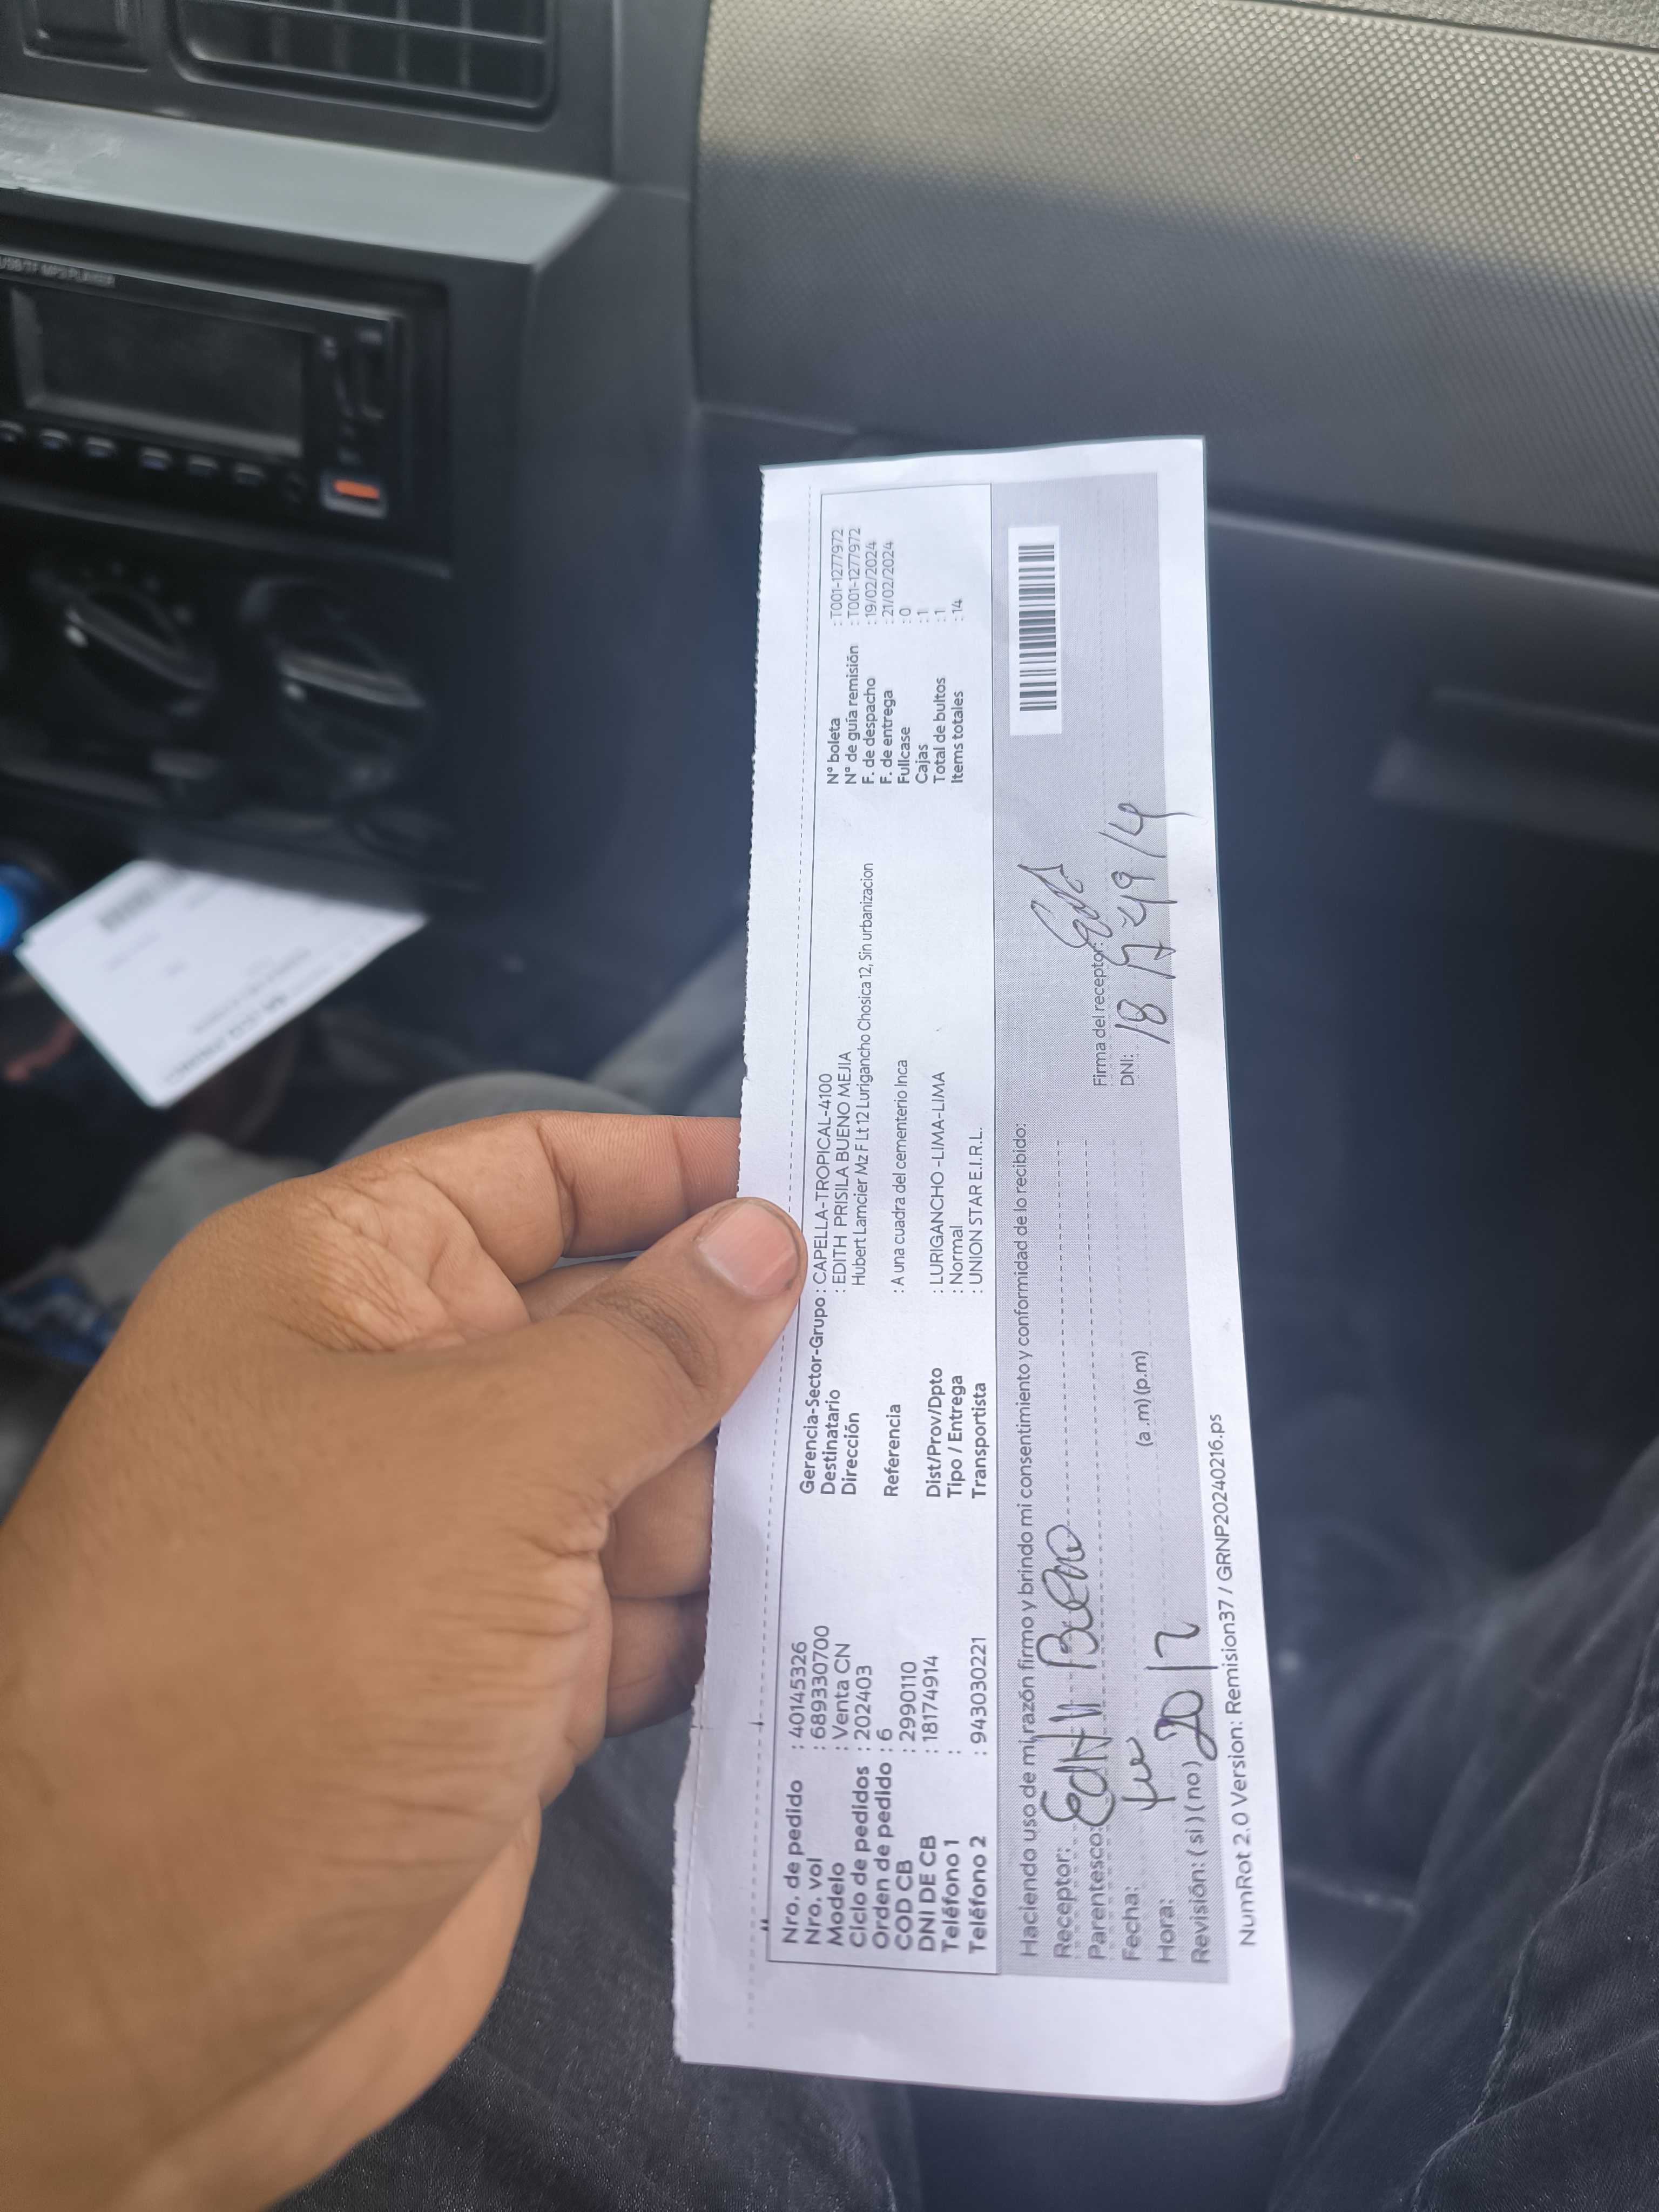 USB/TF MP3 PLAYER
Nro. de pedido : 40145326
Nro. vol : 689330700
Modelo : Venta CN
Ciclo de pedidos : 202403
Orden de pedido : 6
COD CB : 2990110
DNI DE CB : 18174914
Teléfono 1 :
Teléfono 2 : 943030221
Gerencia-Sector-Grupo : CAPELLA-TROPICAL-4100
Destinatario : EDITH PRISILA BUENO MEJIA
Dirección Hubert Lamcier Mz F Lt 12 Lurigancho Chosica 12, Sin urbanizacion
Referencia : A una cuadra del cementerio Inca
Dist/Prov/Dpto : LURIGANCHO -LIMA-LIMA
Tipo / Entrega : Normal
Transportista : UNION STAR E.I.R.L.
N° boleta : T001-1277972
N° de guía remisión : T001-1277972
F. de despacho : 19/02/2024
F. de entrega : 21/02/2024
Fullcase : 0
Cajas : 1
Total de bultos : 1
Items totales : 14
Haciendo uso de mi razón firmo y brindo mi consentimiento y conformidad de lo recibido:
Receptor: Edith Bueno
Parentesco:
Fecha:
Hora: (a .m) (p.m)
Revisión: ( si ) ( no ) 20/2
Firma del receptor:
DNI: 18174914
NumRot 2.0 Version: Remision37 / GRNP20240216.ps